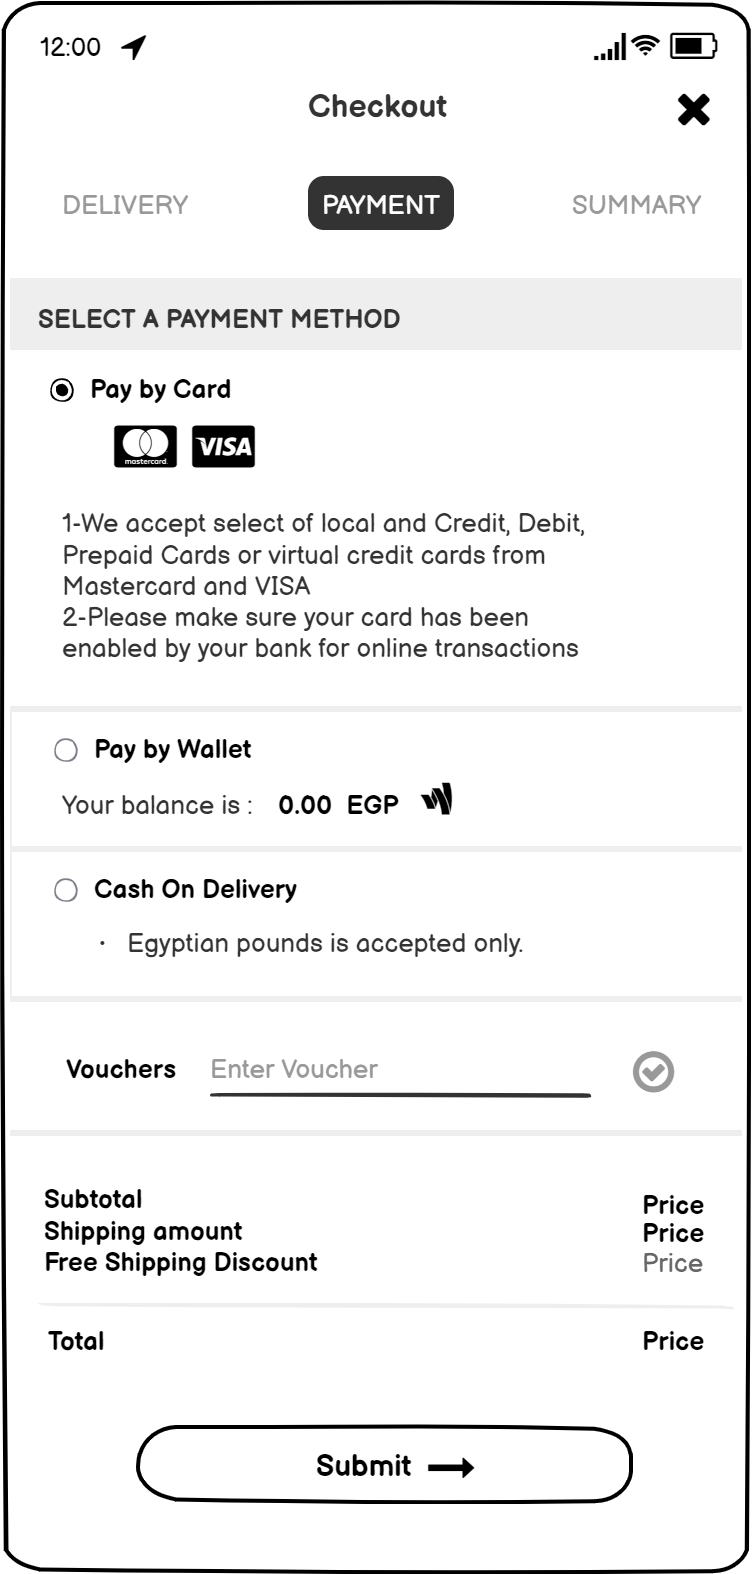 12:00
Checkout
DELIVERY PAYMENT SUMMARY
SELECT A PAYMENT METHOD
Pay by Card
mastercard. VISA
1-We accept select of local and Credit, Debit,
Prepaid Cards or virtual credit cards from
Mastercard and VISA
2-Please make sure your card has been
enabled by your bank for online transactions
Pay by Wallet
Your balance is : 0.00 EGP
Cash On Delivery
· Egyptian pounds is accepted only.
Vouchers Enter Voucher
Subtotal Price
Shipping amount Price
Free Shipping Discount Price
Total Price
Submit